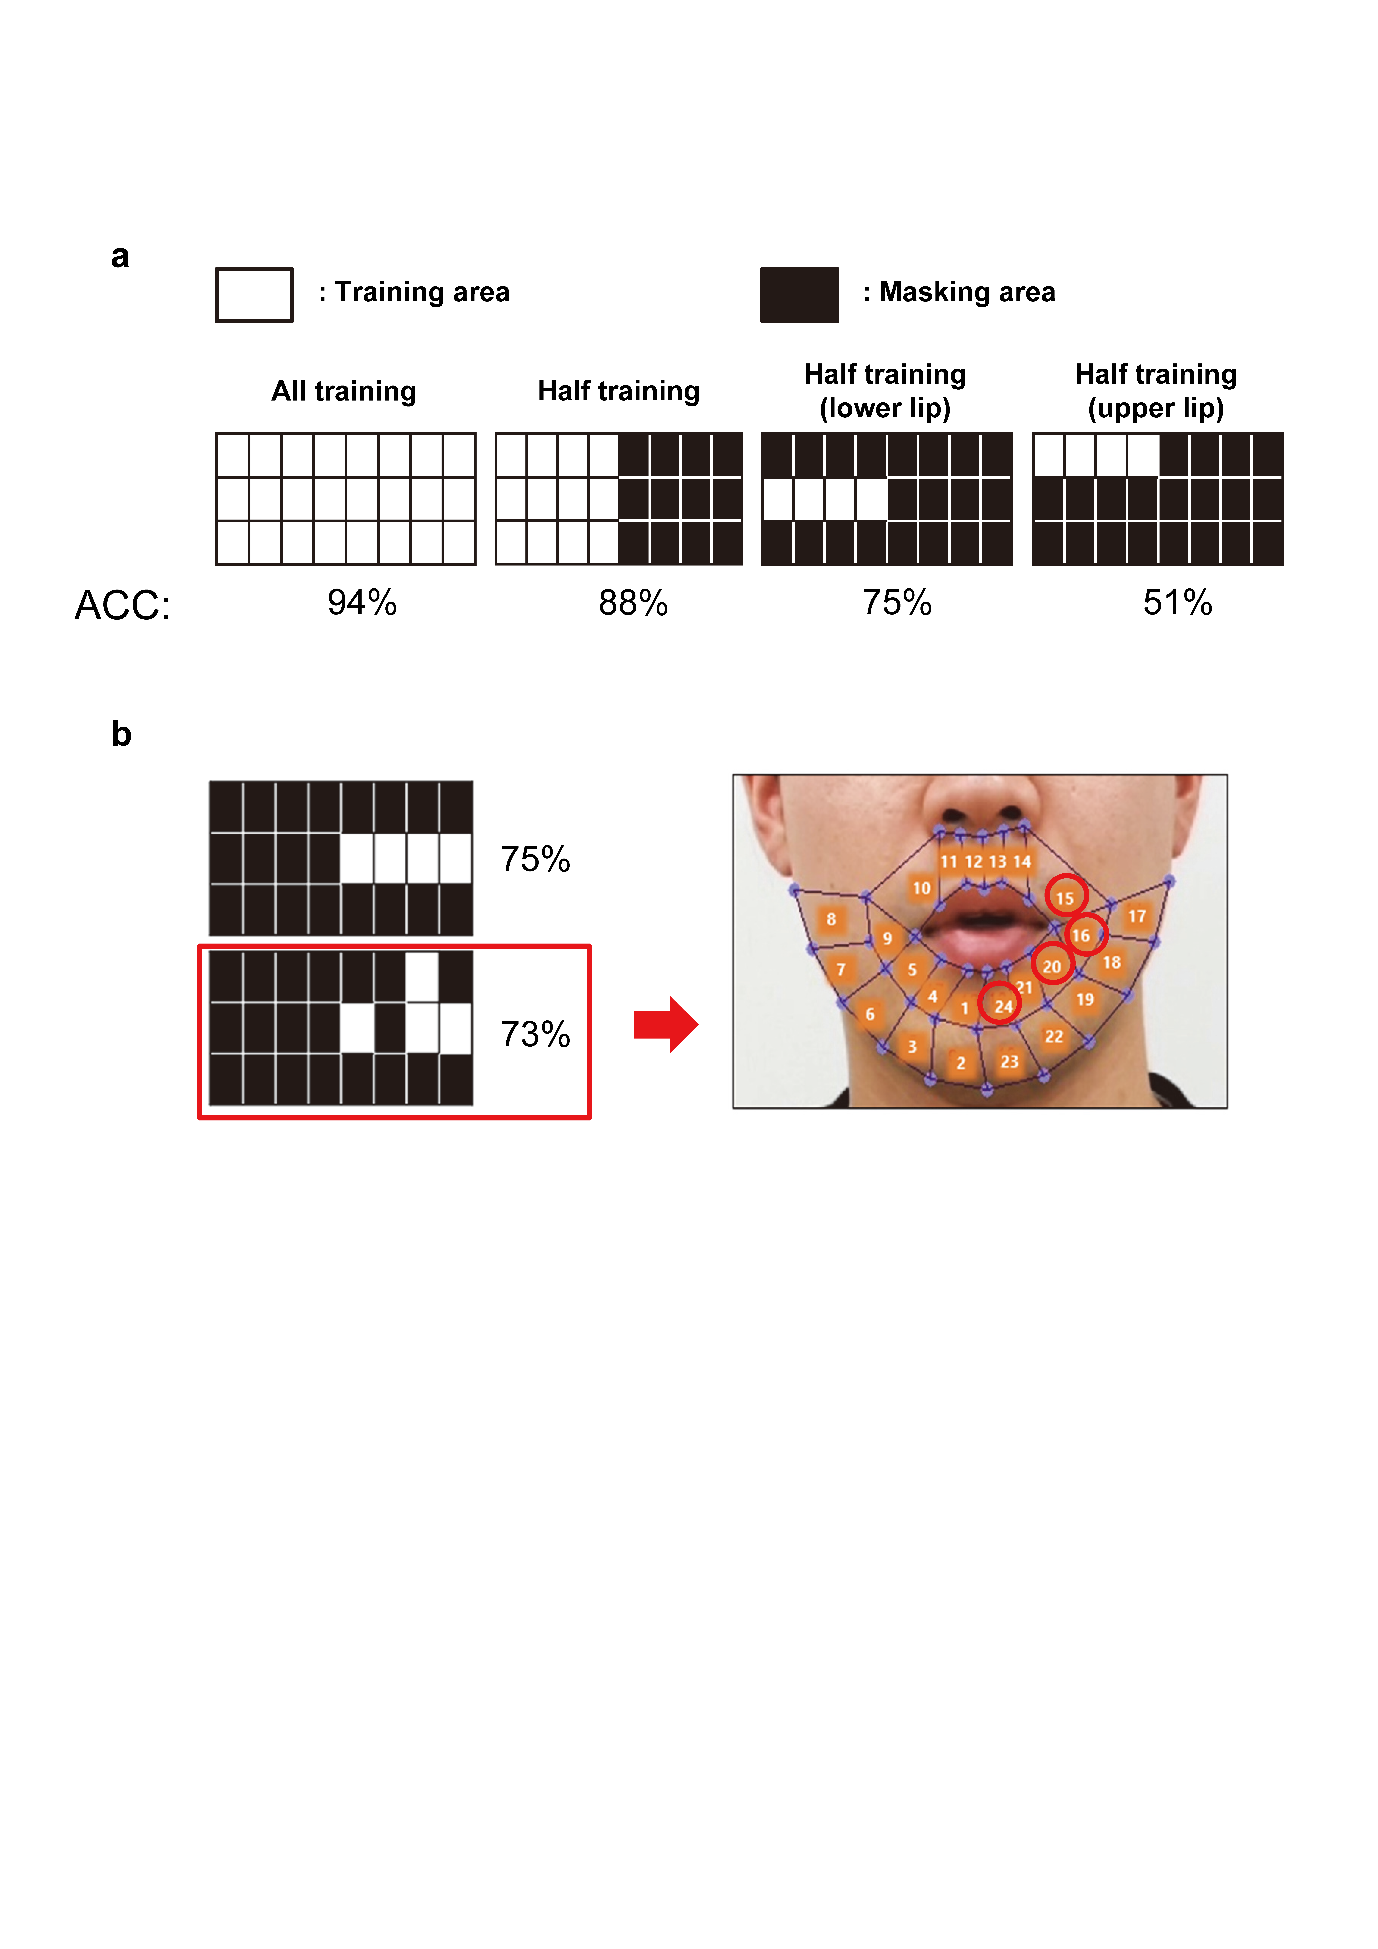 a
: Training area
: Masking area
All training
Half training
Half training
(lower lip)
Half training
(upper lip)
ACC:
94%
88%
75%
51%
b
75%
73%
11 12 13 14
10
15
8
17
9
16
7
5
20
18
4
21
19
6
1
24
3
22
2
23